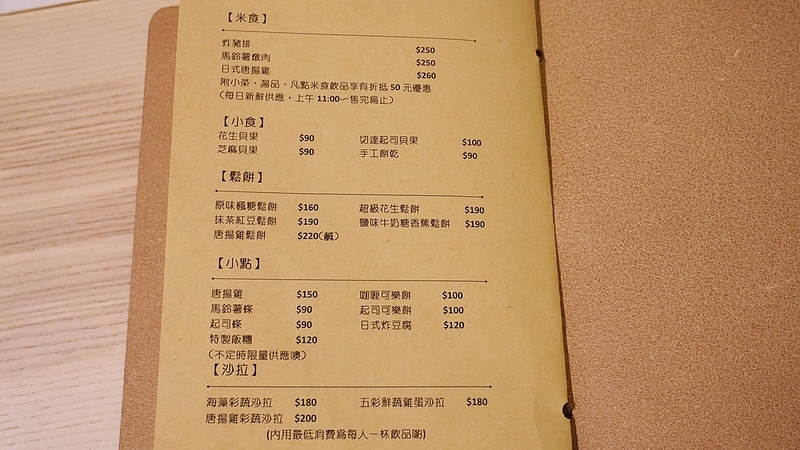 【米食】
炸豬排 $250
馬鈴薯燉肉 $250
日式唐揚雞 $260
附小菜、湯品、凡點米食飲品享有折抵 50 元優惠
(每日新鮮供應，上午 11:00~售完為止)
【小食】
花生貝果 $90 切達起司貝果 $100
芝麻貝果 $90 手工餅乾 $90
【鬆餅】
原味楓糖鬆餅 $160 超級花生鬆餅 $190
抹茶紅豆鬆餅 $190 鹽味牛奶糖香蕉鬆餅 $190
唐揚雞鬆餅 $220(鹹)
【小點】
唐揚雞 $150 咖喱可樂餅 $100
馬鈴薯條 $90 起司可樂餅 $100
起司條 $90 日式炸豆腐 $120
特製飯糰 $120
(不定時限量供應噢)
【沙拉】
海藻彩蔬沙拉 $180 五彩鮮蔬雞蛋沙拉 $180
唐揚雞彩蔬沙拉 $200
(內用最低消費為每人一杯飲品喲)